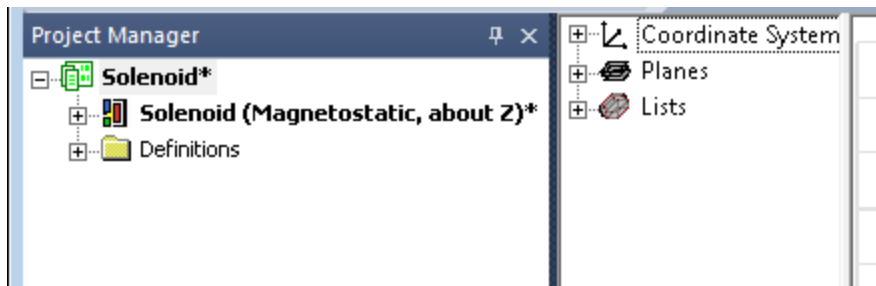 Project Manager
Solenoid*
Solenoid (Magnetostatic, about Z)*
Definitions
Coordinate System
Planes
Lists